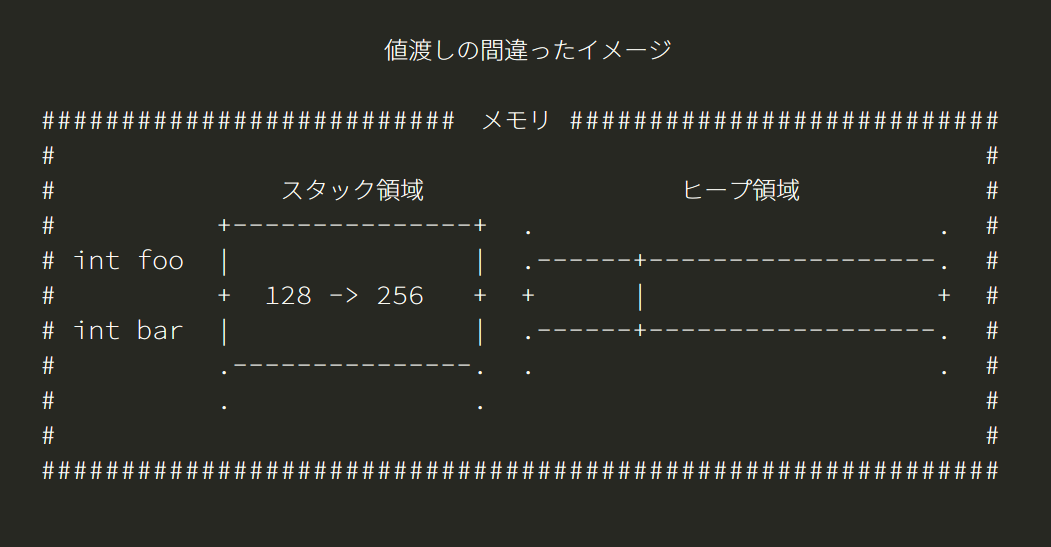 値渡しの間違ったイメージ
########################## メモリ ###########################
# #
# スタック領域 ヒープ領域 #
# +---------------+ . . #
# int foo | | .------+------------------. #
# + 128 -> 256 + + | + #
# int bar | | .------+------------------. #
# .---------------. . . #
# . . #
# #
############################################################